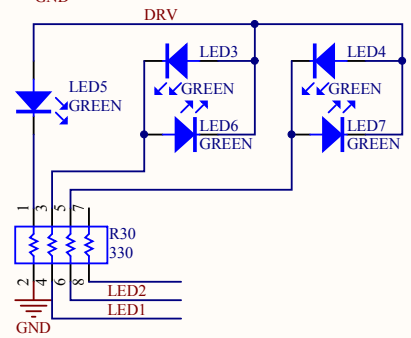 GND
DRV
LED3
LED4
GREEN
GREEN
LED5
GREEN
LED6
GREEN
LED7
GREEN
1 3 5 7
R30
330
2 4 6 8
LED2
LED1
GND